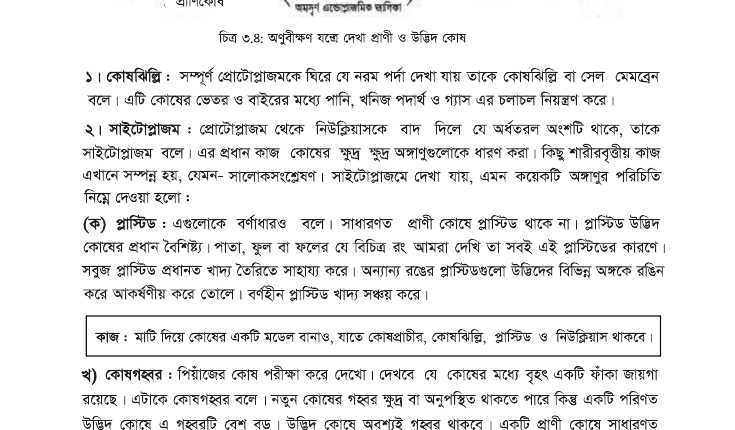 প্রাণিকোষ
অমসৃণ এন্ডোপ্লাজমিক জালিকা
চিত্র ৩.৪: অণুবীক্ষণ যন্ত্রে দেখা প্রাণী ও উদ্ভিদ কোষ
১। কোষঝিল্লি : সম্পূর্ণ প্রোটোপ্লাজমকে ঘিরে যে নরম পর্দা দেখা যায় তাকে কোষঝিল্লি বা সেল মেমব্রেন
বলে। এটি কোষের ভেতর ও বাইরের মধ্যে পানি, খনিজ পদার্থ ও গ্যাস এর চলাচল নিয়ন্ত্রণ করে।
২। সাইটোপ্লাজম : প্রোটোপ্লাজম থেকে নিউক্লিয়াসকে বাদ দিলে যে অর্ধতরল অংশটি থাকে, তাকে
সাইটোপ্লাজম বলে। এর প্রধান কাজ কোষের ক্ষুদ্র ক্ষুদ্র অঙ্গাণুগুলোকে ধারণ করা। কিছু শারীরবৃত্তীয় কাজ
এখানে সম্পন্ন হয়, যেমন- সালোকসংশ্লেষণ। সাইটোপ্লাজমে দেখা যায়, এমন কয়েকটি অঙ্গাণুর পরিচিতি
নিম্নে দেওয়া হলো :
(ক) প্লাস্টিড : এগুলোকে বর্ণাধারও বলে। সাধারণত প্রাণী কোষে প্লাস্টিড থাকে না। প্লাস্টিড উদ্ভিদ
কোষের প্রধান বৈশিষ্ট্য। পাতা, ফুল বা ফলের যে বিচিত্র রং আমরা দেখি তা সবই এই প্লাস্টিডের কারণে।
সবুজ প্লাস্টিড প্রধানত খাদ্য তৈরিতে সাহায্য করে। অন্যান্য রঙের প্লাস্টিডগুলো উদ্ভিদের বিভিন্ন অঙ্গকে রঙিন
করে আকর্ষণীয় করে তোলে। বর্ণহীন প্লাস্টিড খাদ্য সঞ্চয় করে।
কাজ : মাটি দিয়ে কোষের একটি মডেল বানাও, যাতে কোষপ্রাচীর, কোষঝিল্লি, প্লাস্টিড ও নিউক্লিয়াস থাকবে।
খ) কোষগহ্বর : পিয়াঁজের কোষ পরীক্ষা করে দেখো। দেখবে যে কোষের মধ্যে বৃহৎ একটি ফাঁকা জায়গা
রয়েছে। এটাকে কোষগহ্বর বলে। নতুন কোষের গহ্বর ক্ষুদ্র বা অনুপস্থিত থাকতে পারে কিন্তু একটি পরিণত
উদ্ভিদ কোষে এ গহ্বরটি বেশ বড়। উদ্ভিদ কোষে অবশ্যই গহ্বর থাকবে। একটি প্রাণী কোষে সাধারণত